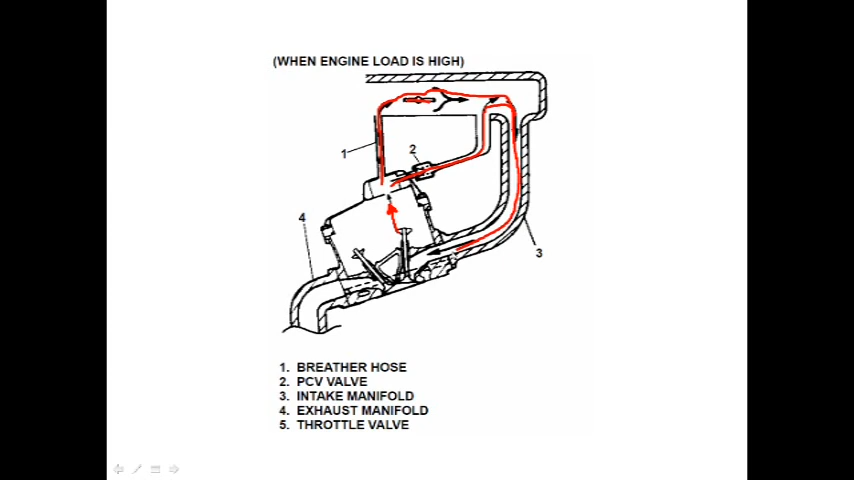 (WHEN ENGINE LOAD IS HIGH)
1
2
4
3
1. BREATHER HOSE
2. PCV VALVE
3. INTAKE MANIFOLD
4. EXHAUST MANIFOLD
5. THROTTLE VALVE